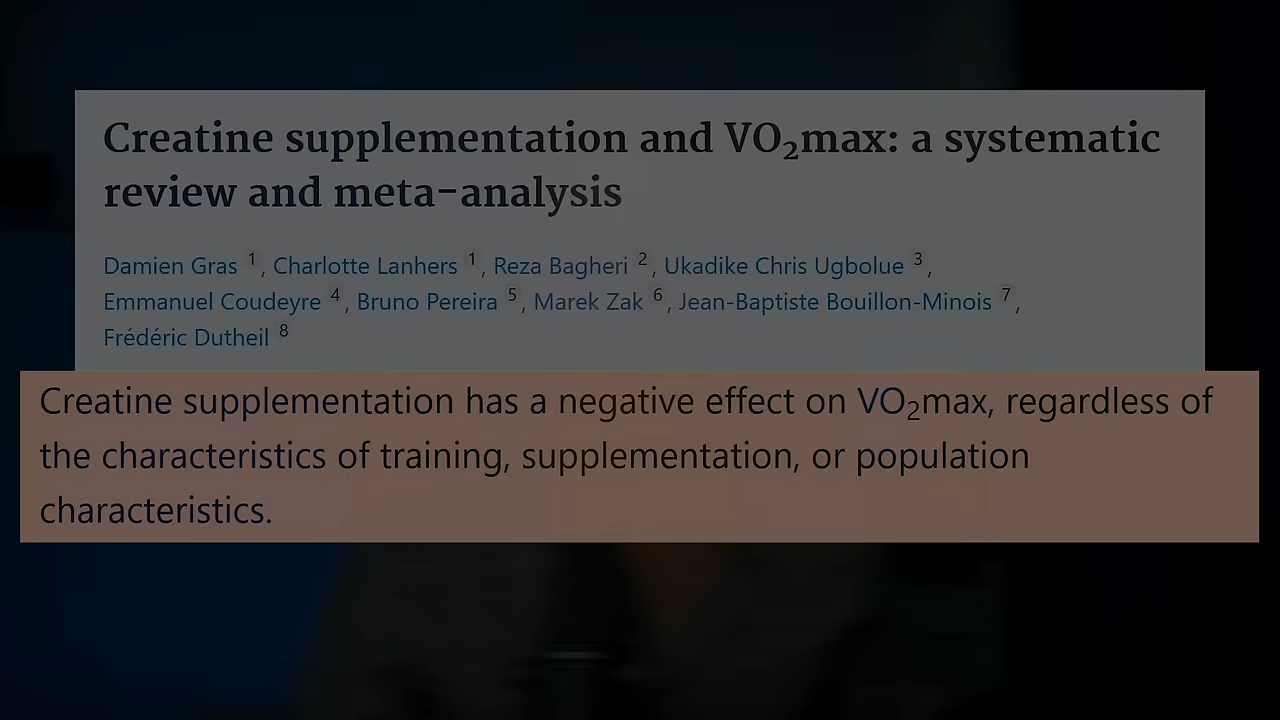 Creatine supplementation and VO₂max: a systematic
review and meta-analysis
Damien Gras 1, Charlotte Lanhers 1, Reza Bagheri 2, Ukadike Chris Ugbolue 3,
Emmanuel Coudeyre 4, Bruno Pereira 5, Marek Zak 6, Jean-Baptiste Bouillon-Minois 7,
Frédéric Dutheil 8
Creatine supplementation has a negative effect on VO₂max, regardless of
the characteristics of training, supplementation, or population
characteristics.